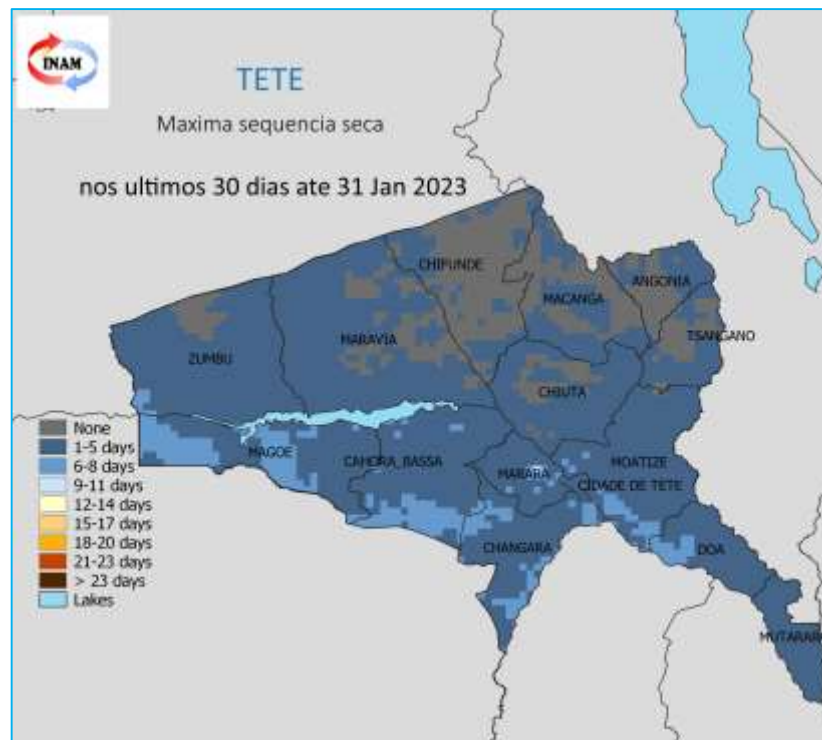 INAM
TETE
Maxima sequencia seca
nos ultimos 30 dias ate 31 Jan 2023
CHIFUNDE
ANGONIA
MACANGA
TSANGANO
MARAVIA
ZUMBU
CHIUTA
None
1-5 days
6-8 days
9-11 days
12-14 days
15-17 days
18-20 days
21-23 days
> 23 days
Lakes
MAGOE
CAHORA_BASSA
MARARA
MOATIZE
CIDADE DE TETE
CHANGARA
DOA
MUTARARA